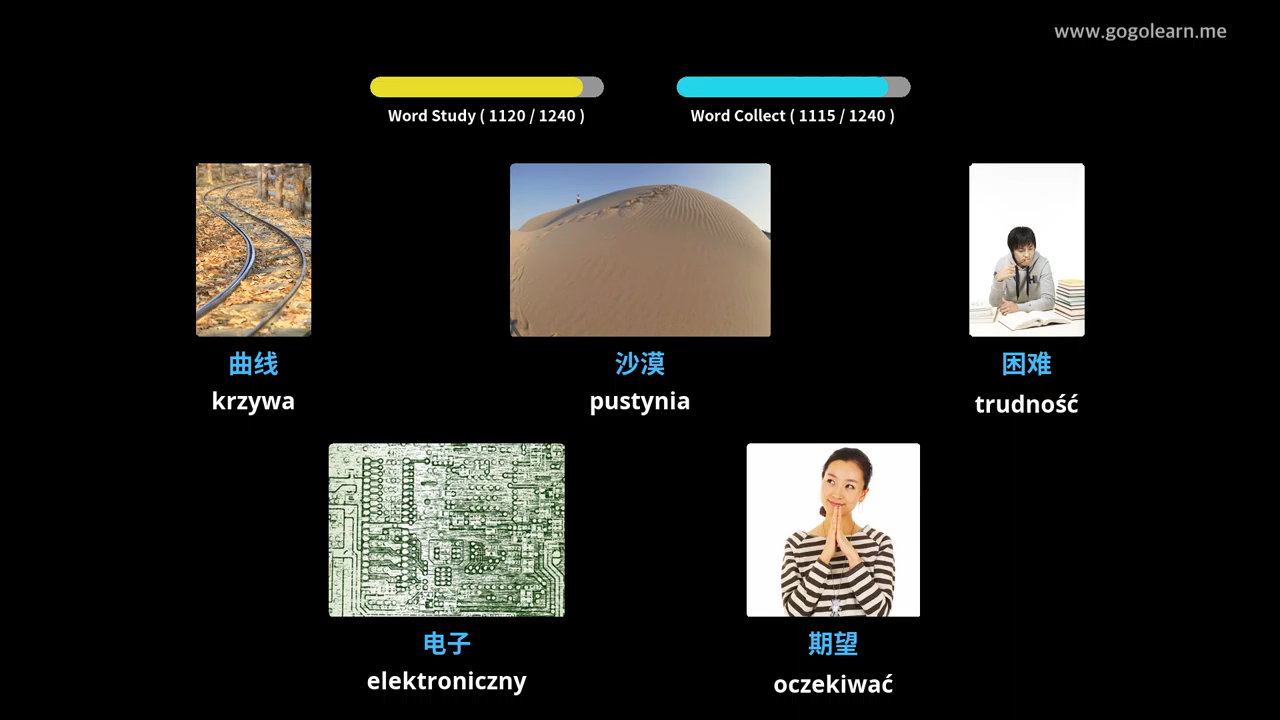 www.gogolearn.me
Word Study ( 1120 / 1240 )
Word Collect ( 1115 / 1240 )
曲线
krzywa
沙漠
pustynia
困难
trudność
电子
elektroniczny
期望
oczekiwać